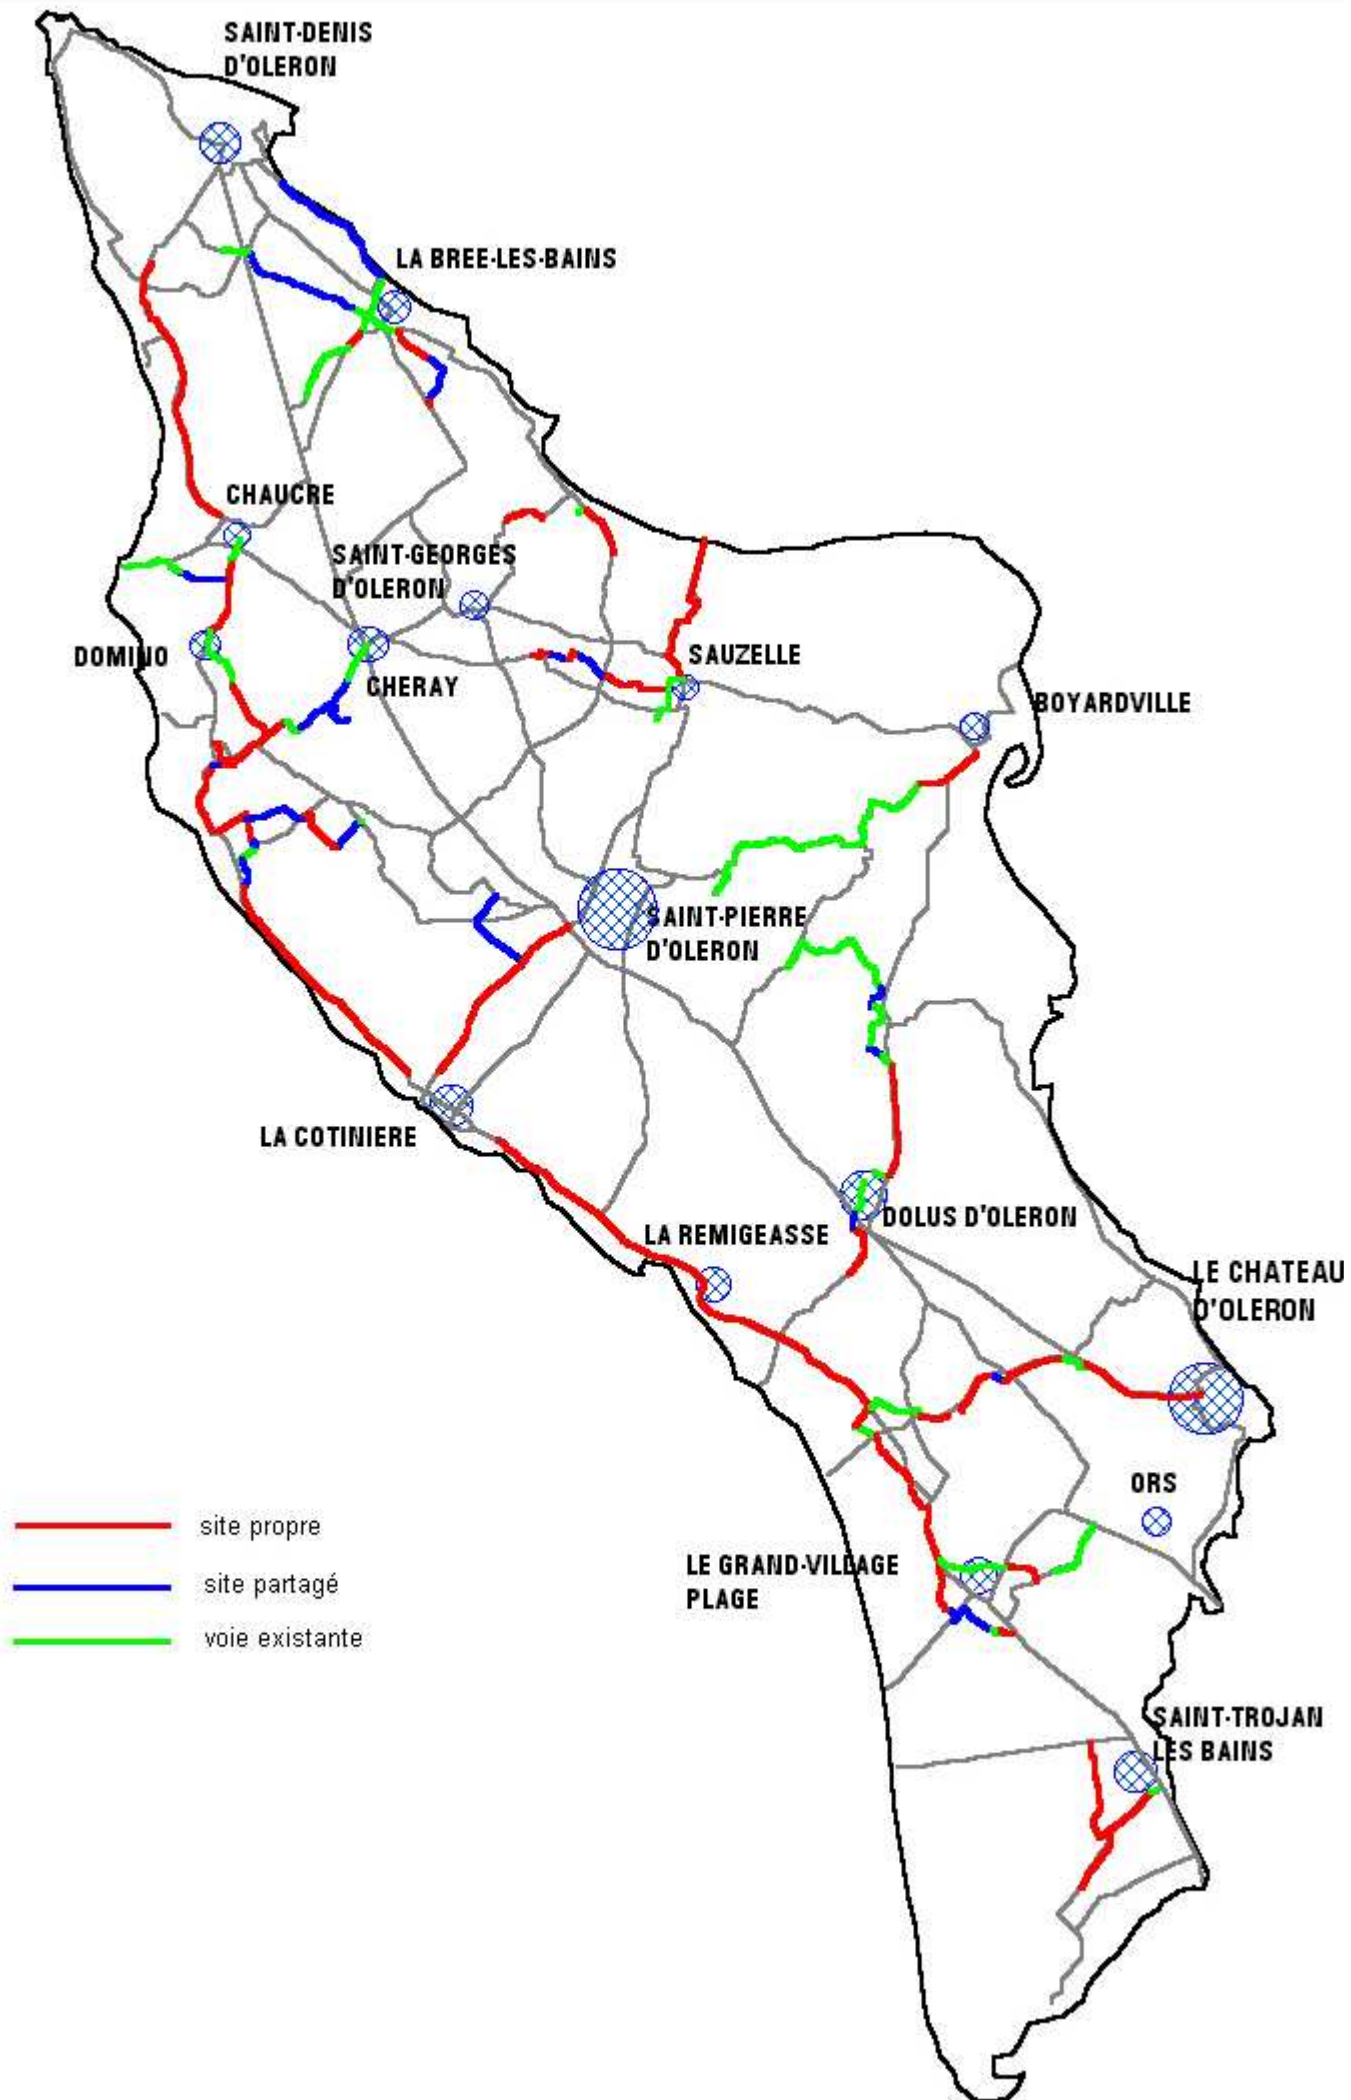 SAINT-DENIS
D'OLERON
LA BREE-LES-BAINS
CHAUCRE
SAINT-GEORGES
D'OLERON
DOMINO
CHERAY
SAUZELLE
BOYARDVILLE
SAINT-PIERRE
D'OLERON
LA COTINIERE
LA REMIGEASSE
DOLUS D'OLERON
LE CHATEAU
D'OLERON
ORS
LE GRAND-VILLAGE
PLAGE
site propre
site partagé
voie existante
SAINT-TROJAN
LES BAINS